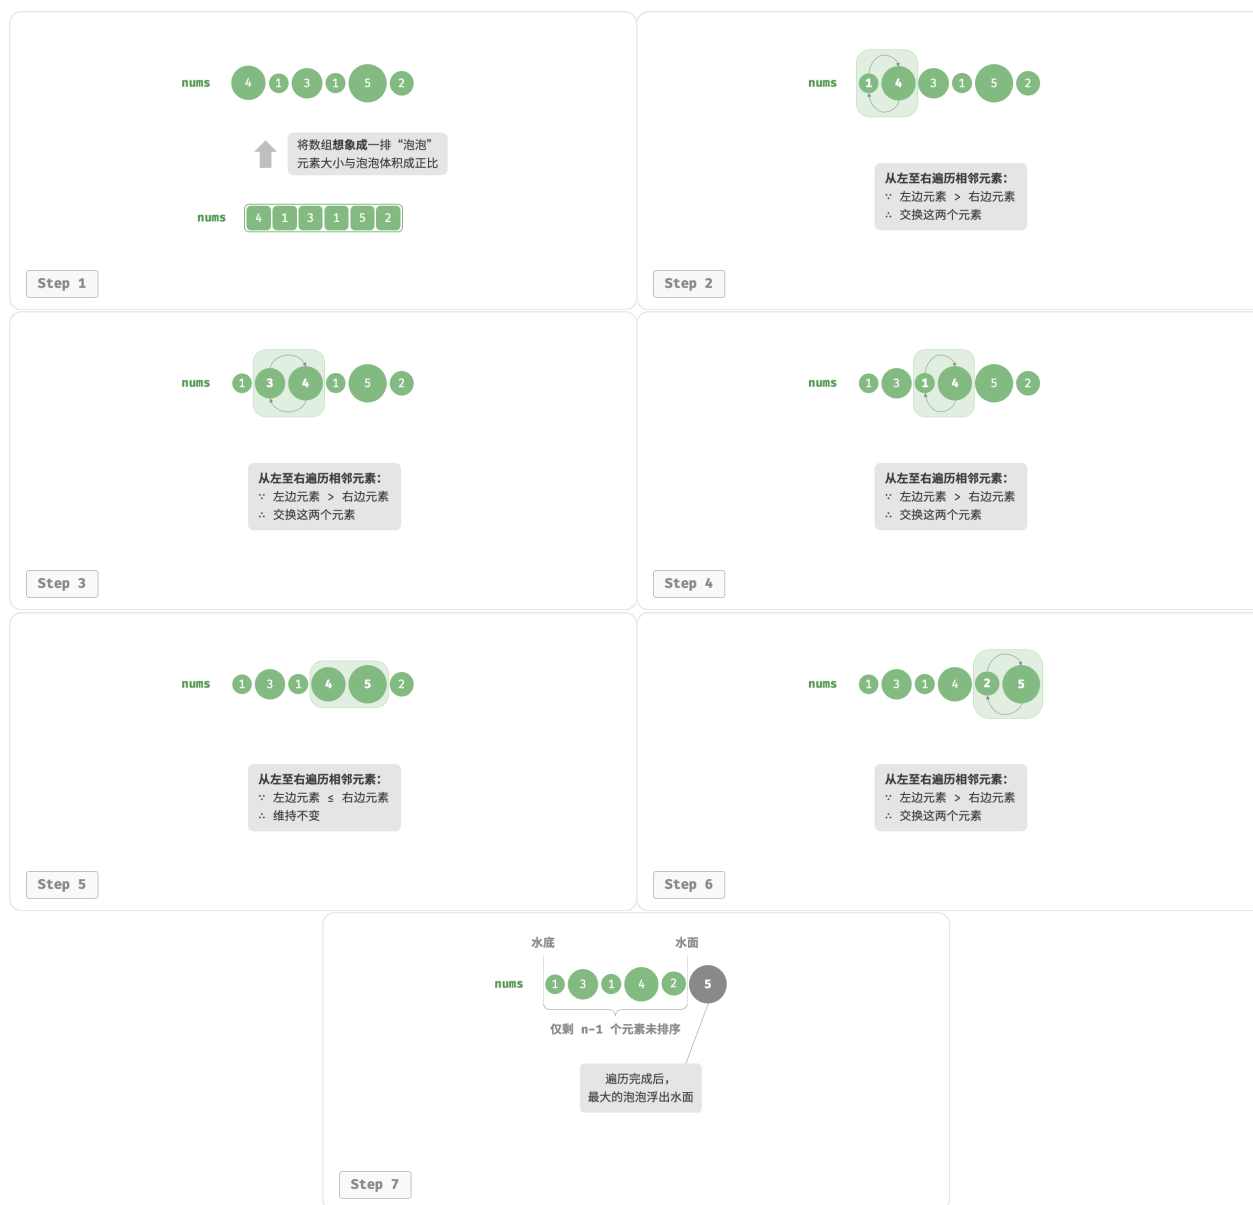 nums 4 1 3 1 5 2
将数组想象成一排“泡泡”
元素大小与泡泡体积成正比
nums 4 1 3 1 5 2
Step 1
nums 1 4 3 1 5 2
从左至右遍历相邻元素：
∵ 左边元素 > 右边元素
∴ 交换这两个元素
Step 2
nums 1 3 4 1 5 2
从左至右遍历相邻元素：
∵ 左边元素 > 右边元素
∴ 交换这两个元素
Step 3
nums 1 3 1 4 5 2
从左至右遍历相邻元素：
∵ 左边元素 > 右边元素
∴ 交换这两个元素
Step 4
nums 1 3 1 4 5 2
从左至右遍历相邻元素：
∵ 左边元素 ≤ 右边元素
∴ 维持不变
Step 5
nums 1 3 1 4 2 5
从左至右遍历相邻元素：
∵ 左边元素 > 右边元素
∴ 交换这两个元素
Step 6
水底 水面
nums 1 3 1 4 2 5
仅剩 n-1 个元素未排序
遍历完成后，
最大的泡泡浮出水面
Step 7